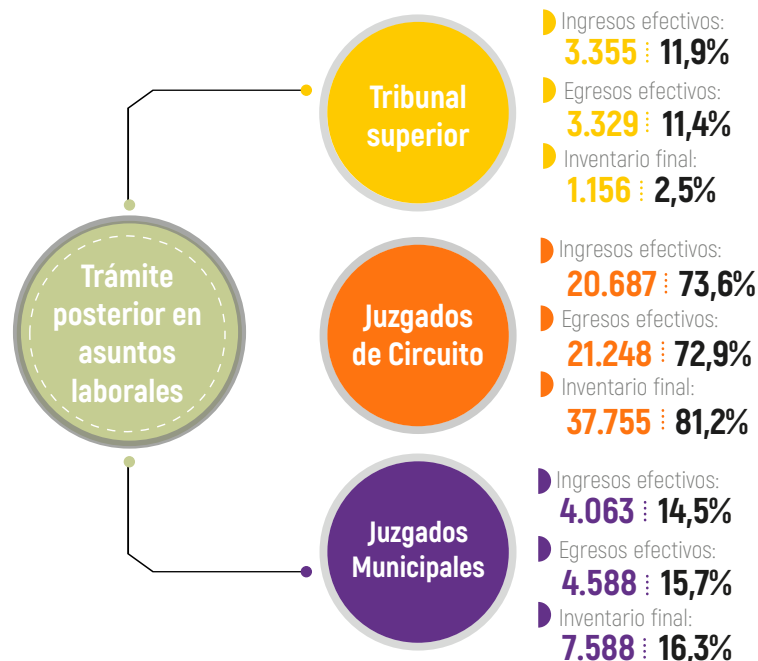 Trámite
posterior en
asuntos
laborales
Tribunal
superior
Ingresos efectivos:
3.355 11,9%
Egresos efectivos:
3.329 11,4%
Inventario final:
1.156 2,5%
Juzgados
de Circuito
Ingresos efectivos:
20.687 73,6%
Egresos efectivos:
21.248 72,9%
Inventario final:
37.755 81,2%
Juzgados
Municipales
Ingresos efectivos:
4.063 14,5%
Egresos efectivos:
4.588 15,7%
Inventario final:
7.588 16,3%